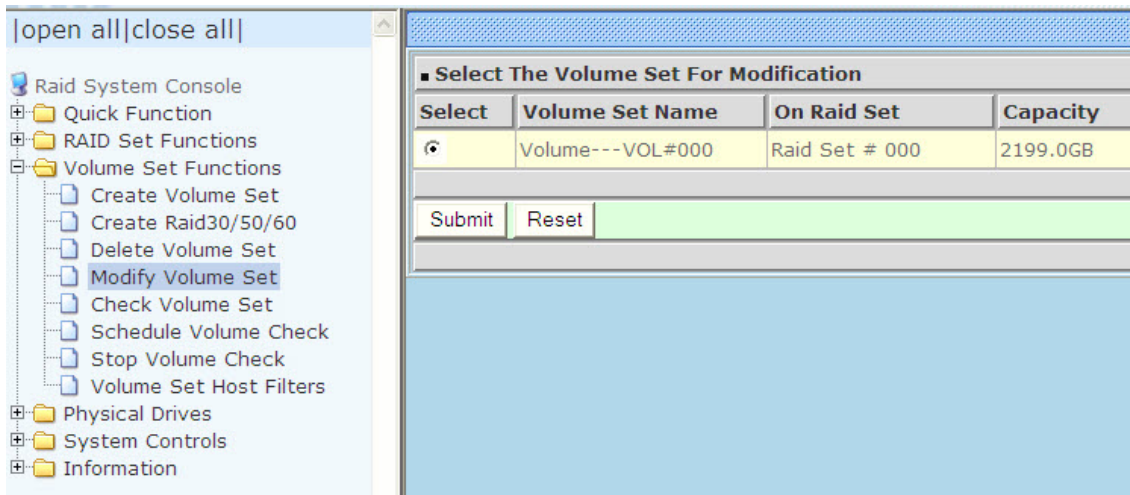 |open all|close all|
Raid System Console
Quick Function
RAID Set Functions
Volume Set Functions
Create Volume Set
Create Raid30/50/60
Delete Volume Set
Modify Volume Set
Check Volume Set
Schedule Volume Check
Stop Volume Check
Volume Set Host Filters
Physical Drives
System Controls
Information
Select The Volume Set For Modification
Select Volume Set Name On Raid Set Capacity
Volume---VOL#000 Raid Set # 000 2199.0GB
Submit Reset